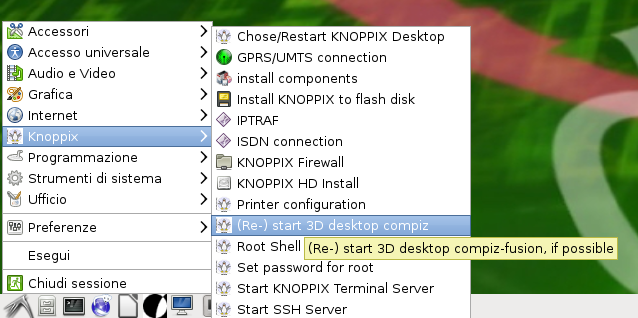 Accessori
Accesso universale
Audio e Video
Grafica
Internet
Knoppix
Programmazione
Strumenti di sistema
Ufficio
Preferenze
Esegui
Chiudi sessione
Chose/Restart KNOPPIX Desktop
GPRS/UMTS connection
install components
Install KNOPPIX to flash disk
IPTRAF
ISDN connection
KNOPPIX Firewall
KNOPPIX HD Install
Printer configuration
(Re-) start 3D desktop compiz
Root Shell
(Re-) start 3D desktop compiz-fusion, if possible
Set password for root
Start KNOPPIX Terminal Server
Start SSH Server